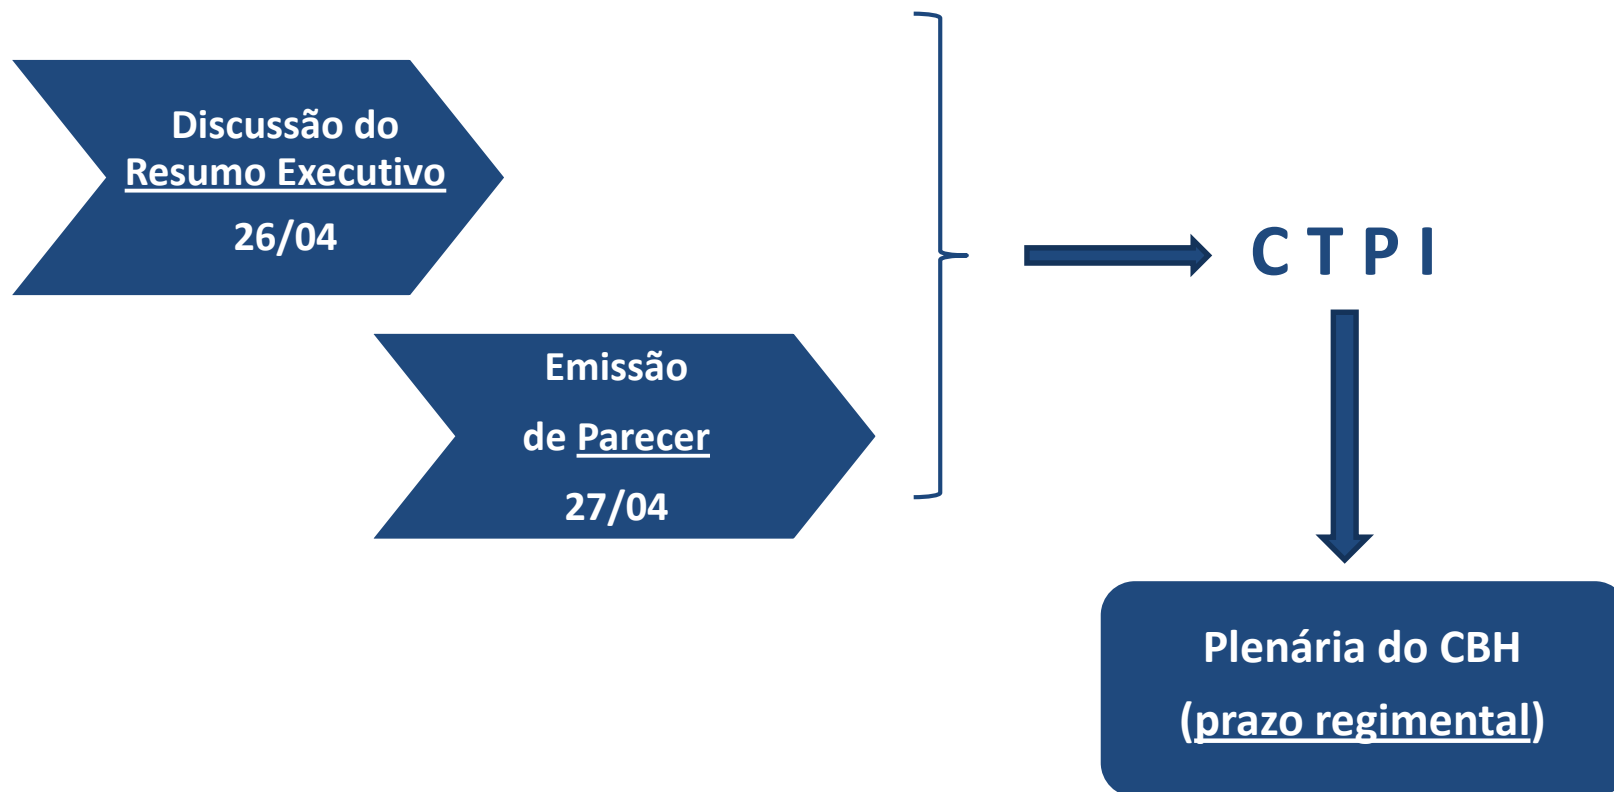 Discussão do
Resumo Executivo
26/04
Emissão
de Parecer
27/04
C T P I
Plenária do CBH
(prazo regimental)